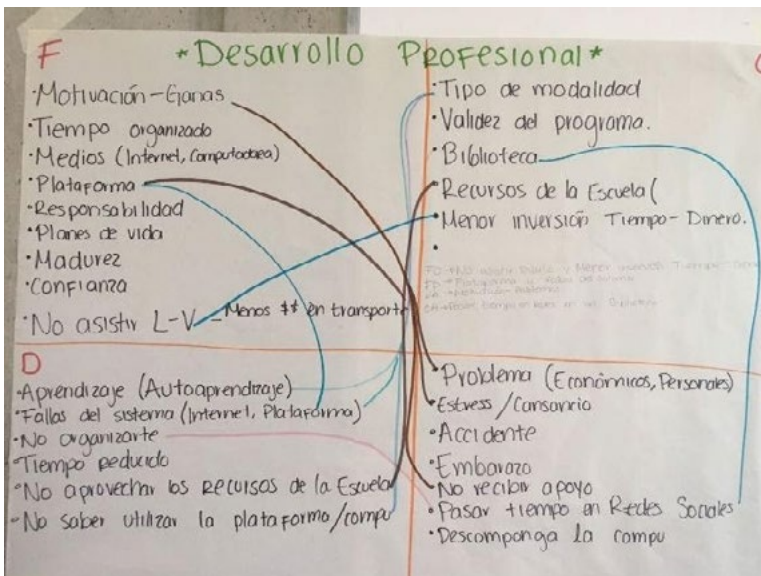 F
*Desarrollo Profesional*
·Motivación-Ganas
·Tiempo organizado
·Medios (Internet, Computadora)
·Plataforma
·Responsabilidad
·Planes de vida
·Madurez
·Confianza
·No asistir L-V - Menos $$ en transporte
·Tipo de modalidad
·Validez del programa.
·Biblioteca
·Recursos de la Escuela (
·Menor inversión Tiempo-Dinero.
D
·Aprendizaje (Autoaprendizaje)
·Fallas del sistema (Internet, Plataforma)
·No organizarte
·Tiempo reducido
·No aprovechar los Recursos de la Escuela
·No saber utilizar la plataforma/compu
·Problema (Económicos, Personales)
·Estress/Cansancio
·Accidente
·Embarazo
·No recibir apoyo
·Pasar tiempo en Redes Sociales
·Descomponga la compu